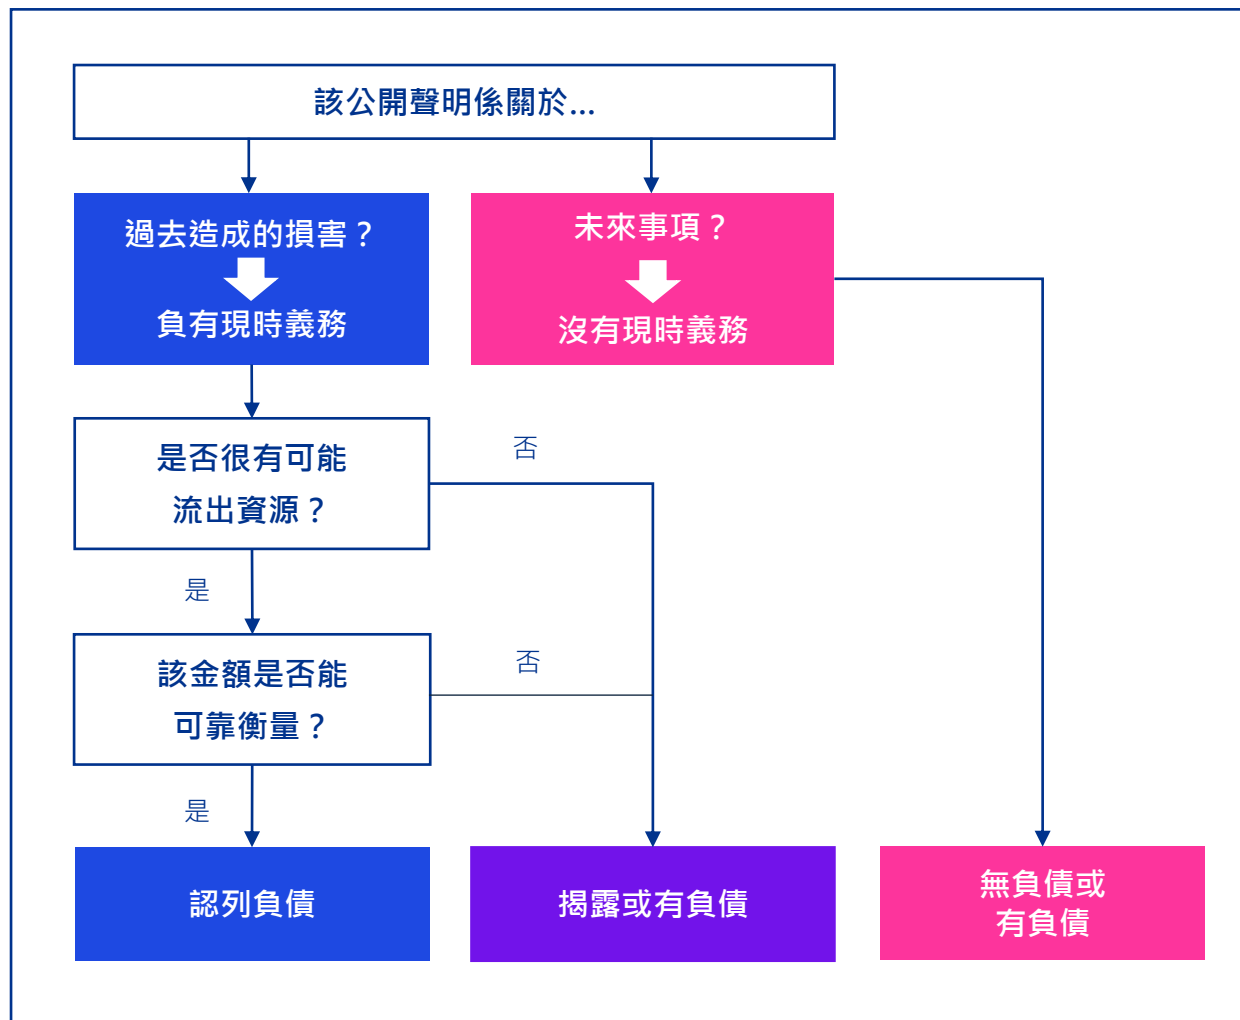 該公開聲明係關於...
過去造成的損害？
負有現時義務
未來事項？
沒有現時義務
是否很有可能
流出資源？
否
是
該金額是否能
可靠衡量？
否
是
認列負債
揭露或有負債
無負債或
有負債